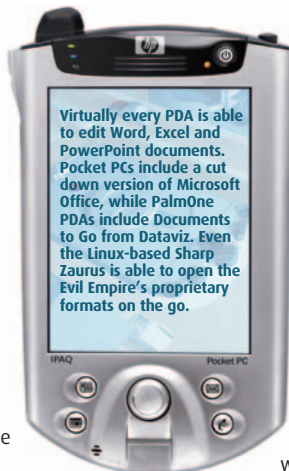 hp
Virtually every PDA is able
to edit Word, Excel and
PowerPoint documents.
Pocket PCs include a cut
down version of Microsoft
Office, while PalmOne
PDAs include Documents
to Go from Dataviz. Even
the Linux-based Sharp
Zaurus is able to open the
Evil Empire's proprietary
formats on the go.
iPAQ Pocket PC
e
w